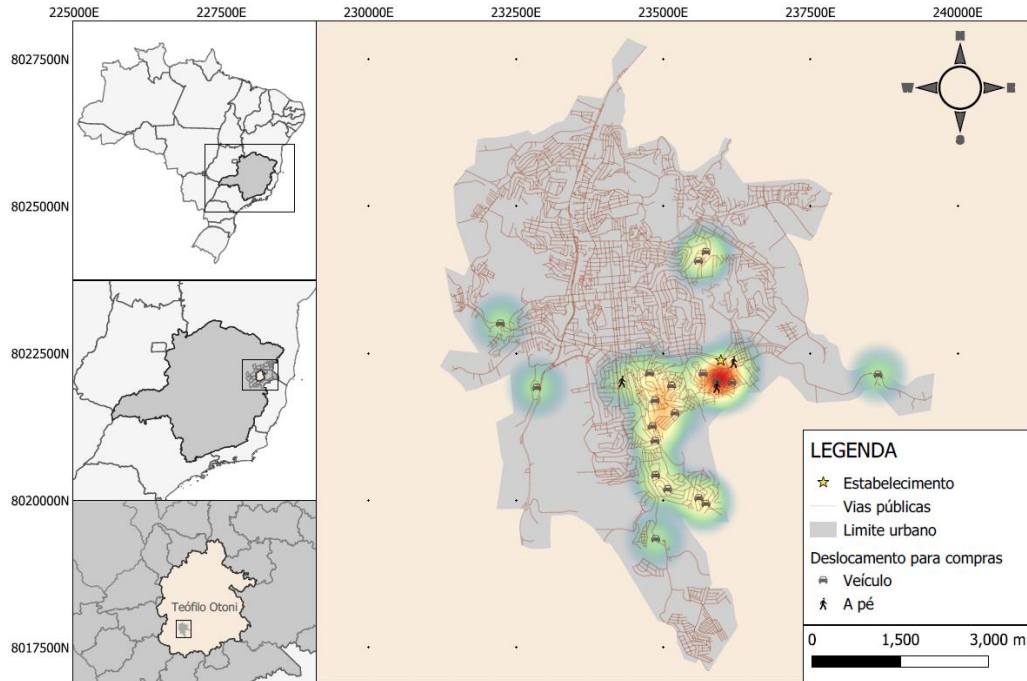 225000E 227500E 230000E 232500E 235000E 237500E 240000E
8027500N
8025000N
8022500N
8020000N
8017500N
Teófilo Otoni
N
W
S
LEGENDA
Estabelecimento
Vias públicas
Limite urbano
Deslocamento para compras
Veículo
A pé
0 1,500 3,000 m